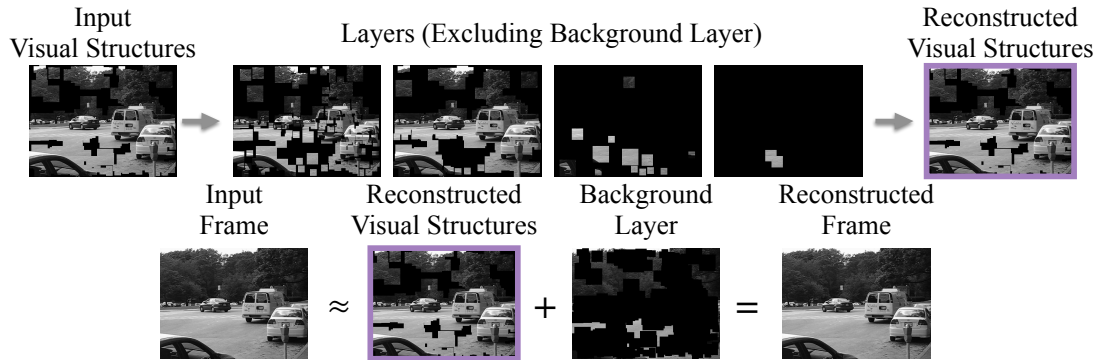 Input
Visual Structures
Layers (Excluding Background Layer)
Reconstructed
Visual Structures
Input
Frame
Reconstructed
Visual Structures
Background
Layer
Reconstructed
Frame
≈ + =